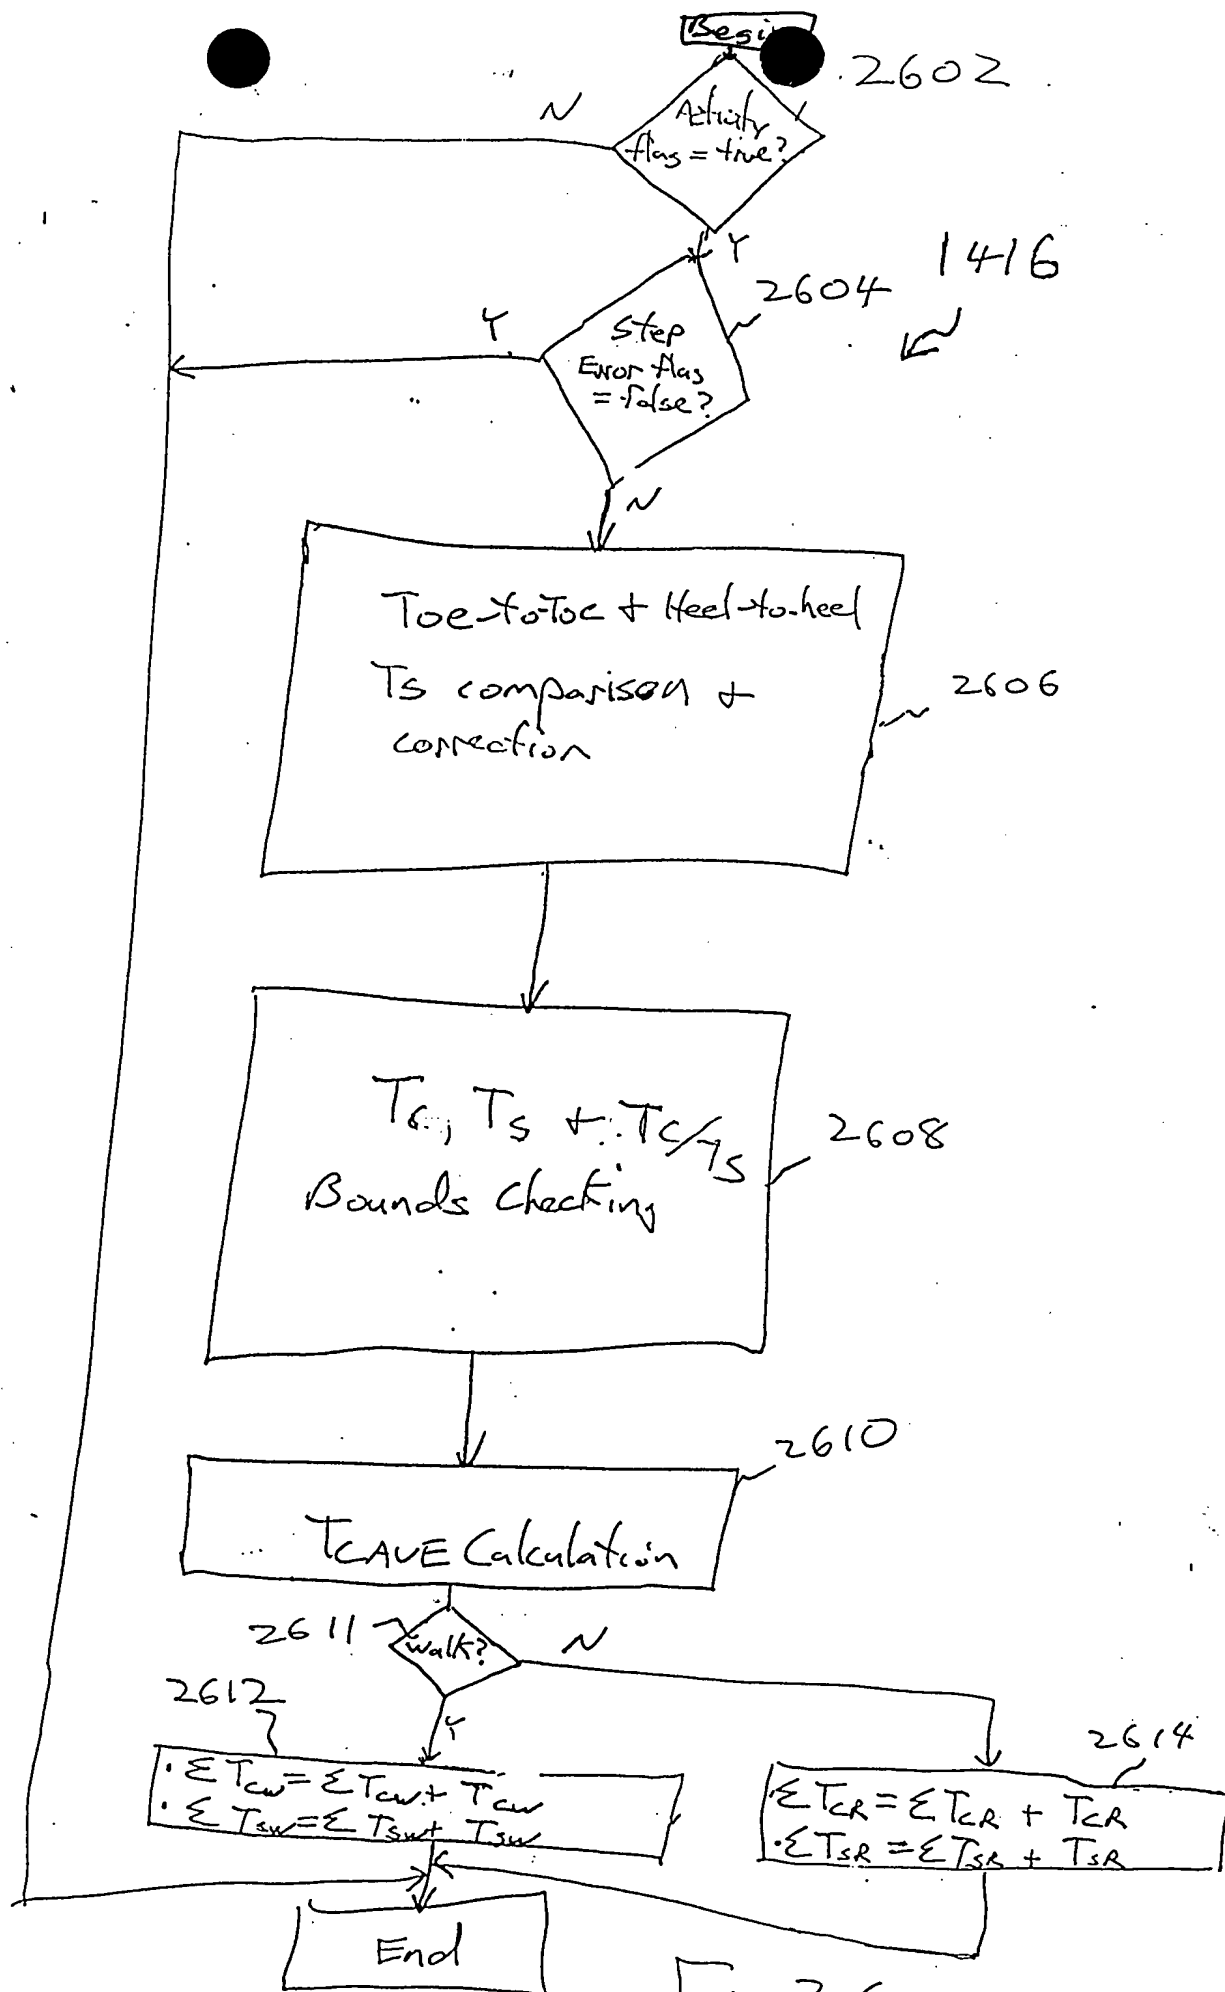 Begin
2602
N
Activity
flag = true?
Y
1416
2604
Y
Step
Error flag
= false?
N
Toe-to-Toe + Heel-to-heel
Ts comparison +
correction
2606
Tc, Ts + Tc/Ts
Bounds Checking
2608
2610
TCAVE Calculation
2611
walk?
N
2612
Y
2614
· ΣTcw = ΣTcw + Tcw
· ΣTsw = ΣTsw + Tsw
· ΣTCR = ΣTCR + TCR
· ΣTSR = ΣTSR + TSR
End